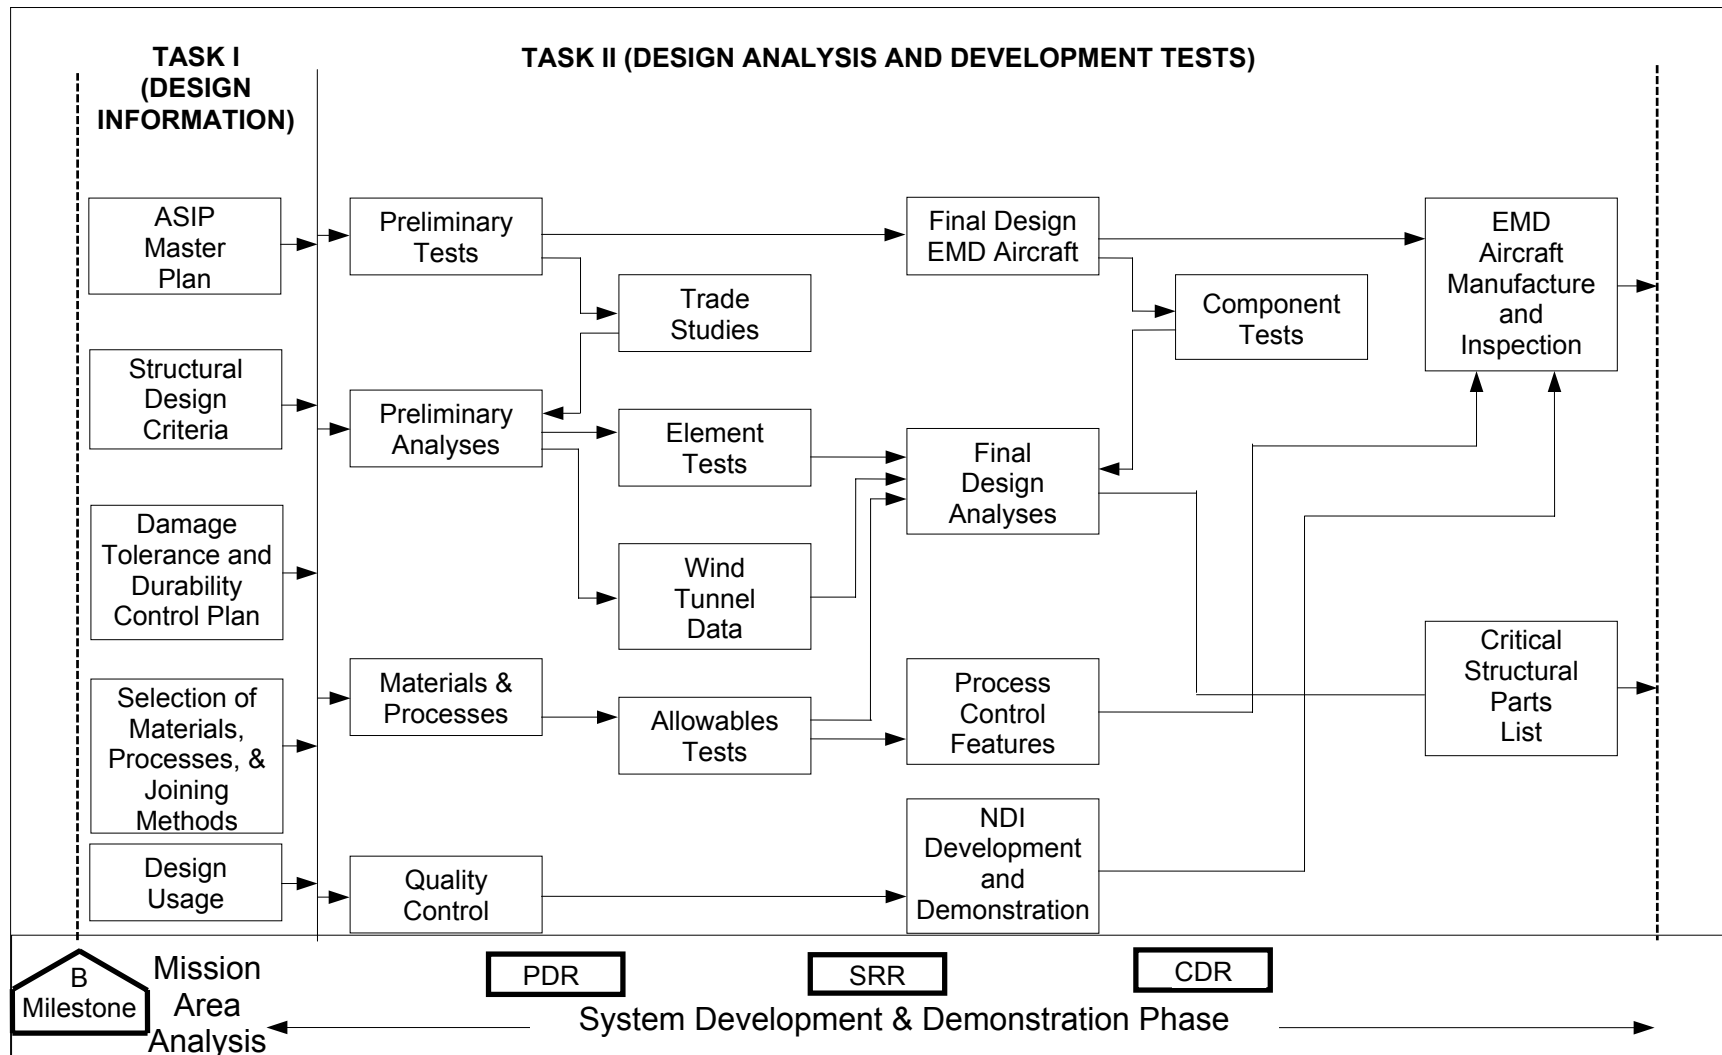 TASK I
(DESIGN
INFORMATION)
TASK II (DESIGN ANALYSIS AND DEVELOPMENT TESTS)
ASIP
Master
Plan
Structural
Design
Criteria
Damage
Tolerance and
Durability
Control Plan
Selection of
Materials,
Processes, &
Joining
Methods
Design
Usage
Preliminary
Tests
Trade
Studies
Preliminary
Analyses
Element
Tests
Wind
Tunnel
Data
Materials &
Processes
Allowables
Tests
Quality
Control
Final Design
EMD Aircraft
Component
Tests
Final
Design
Analyses
Process
Control
Features
NDI
Development
and
Demonstration
EMD
Aircraft
Manufacture
and
Inspection
Critical
Structural
Parts
List
B
Milestone
Mission
Area
Analysis
PDR
SRR
CDR
System Development & Demonstration Phase